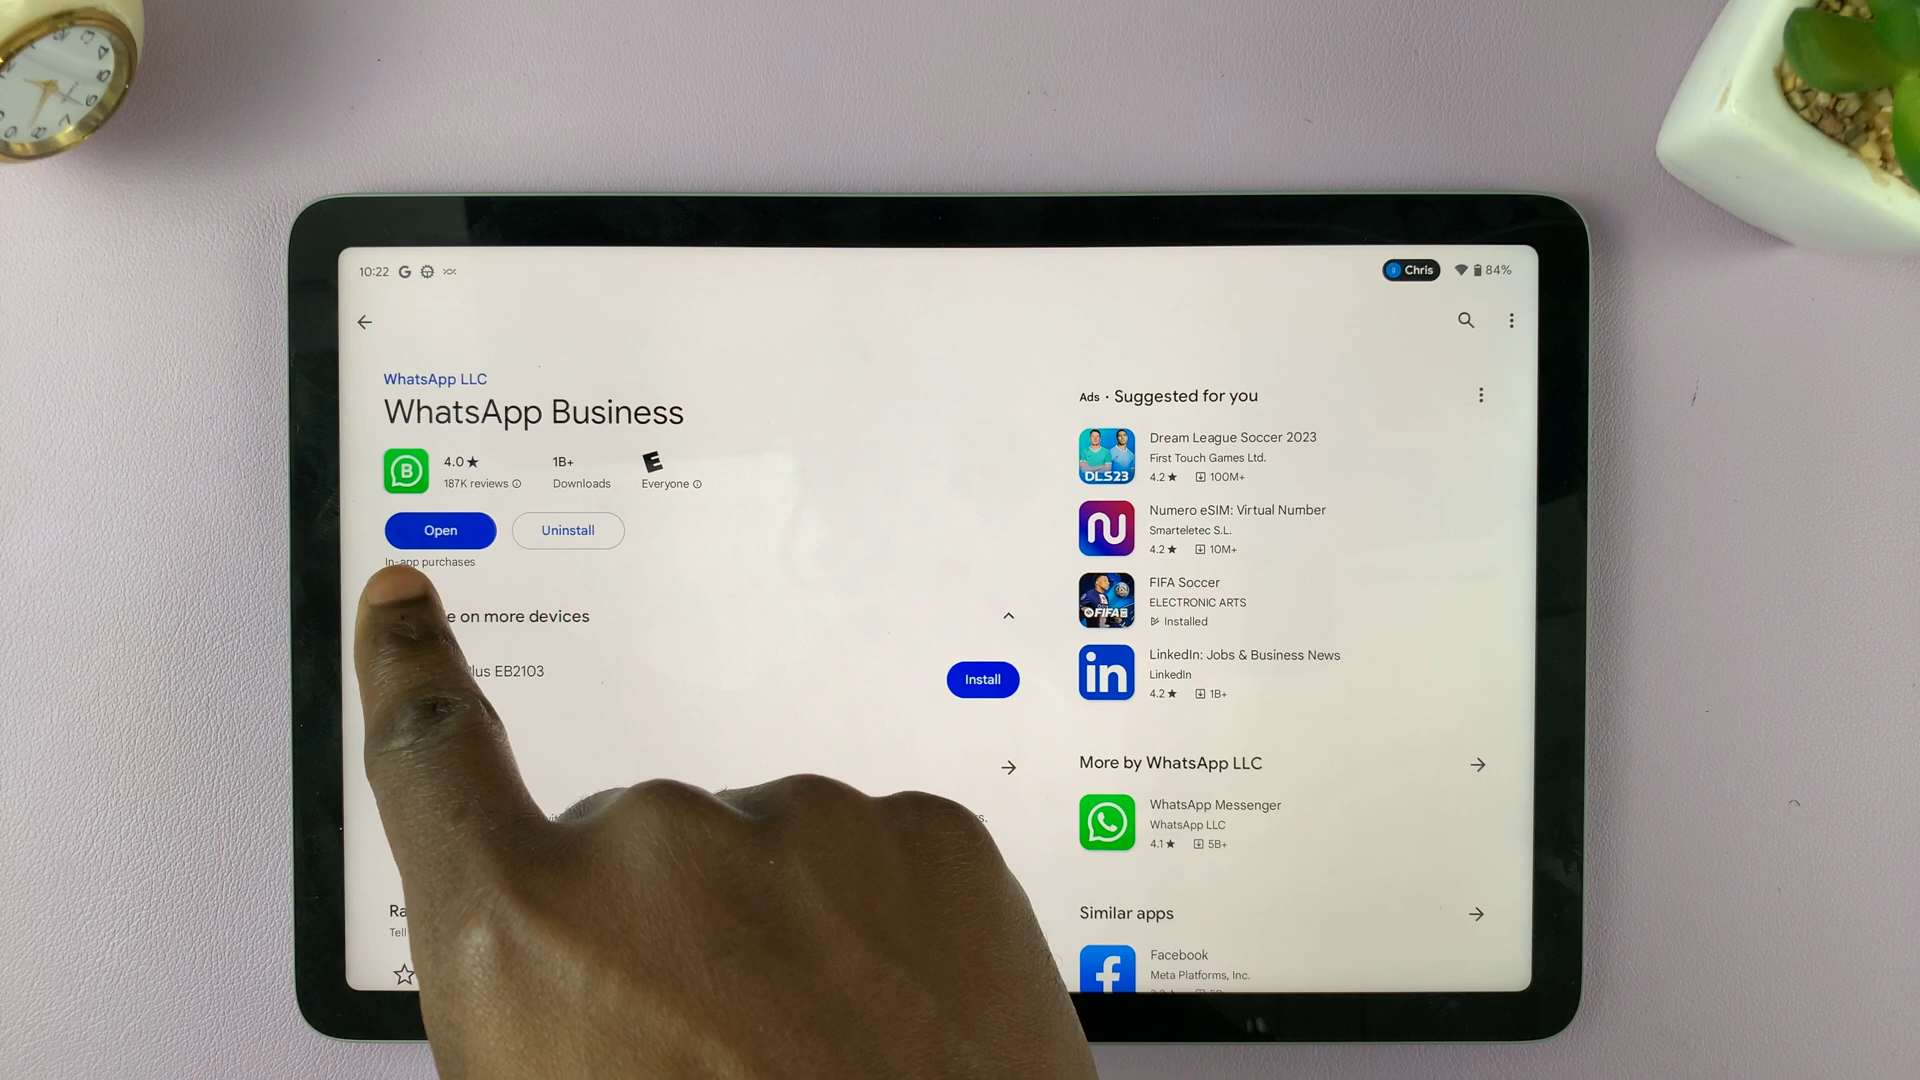 10:22
Chris
84%
WhatsApp LLC
WhatsApp Business
4.0★
187K reviews
1B+
Downloads
Everyone
Open
Uninstall
In-app purchases
e on more devices
lus EB2103
Install
Ra
Tell
Ads • Suggested for you
Dream League Soccer 2023
First Touch Games Ltd.
4.2★ 100M+
DLS23
Numero eSIM: Virtual Number
Smarteletec S.L.
4.2★ 10M+
FIFA Soccer
ELECTRONIC ARTS
Installed
FIFA
LinkedIn: Jobs & Business News
LinkedIn
4.2★ 1B+
in
More by WhatsApp LLC
WhatsApp Messenger
WhatsApp LLC
4.1★ 5B+
Similar apps
Facebook
Meta Platforms, Inc.